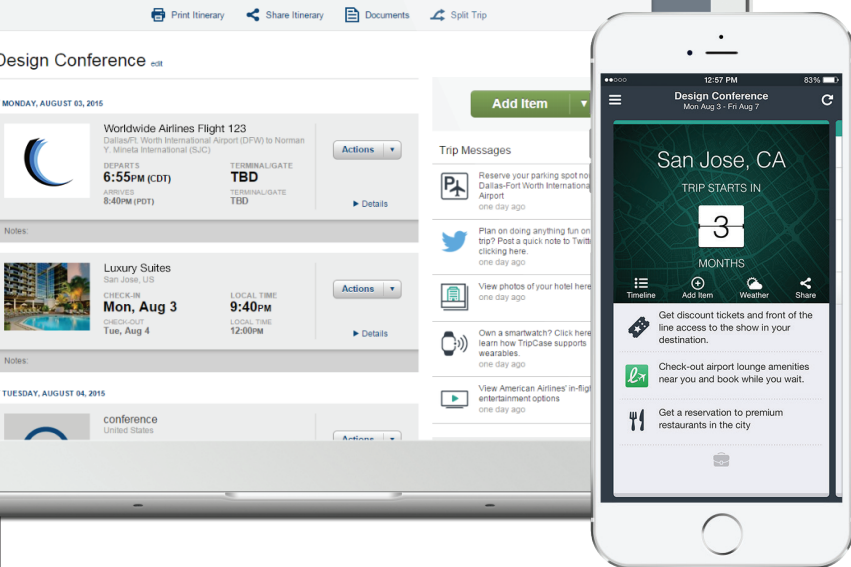 Print Itinerary
Share Itinerary
Documents
Split Trip
Design Conference edit
MONDAY, AUGUST 03, 2015
Worldwide Airlines Flight 123
Dallas/Ft. Worth International Airport (DFW) to Norman
Y. Mineta International (SJC)
DEPARTS
6:55PM (CDT)
TERMINAL/GATE
TBD
ARRIVES
8:40PM (PDT)
TERMINAL/GATE
TBD
Actions
Details
Notes:
Luxury Suites
San Jose, US
CHECK-IN
Mon, Aug 3
LOCAL TIME
9:40PM
CHECK-OUT
Tue, Aug 4
LOCAL TIME
12:00PM
Actions
Details
Notes:
TUESDAY, AUGUST 04, 2015
conference
United States
Actions
Add Item
Trip Messages
Reserve your parking spot
Dallas-Fort Worth
Airport
one day ago
Plan on doing anything fun on
trip? Post a quick note to
clicking here.
one day ago
View photos of your hotel here
one day ago
Own a smartwatch? Click here
learn how TripCase supports
wearables.
one day ago
View American Airlines'
entertainment options
one day ago
12:57 PM
83%
Design Conference
Mon Aug 3 - Fri Aug 7
San Jose, CA
TRIP STARTS IN
3
MONTHS
Timeline
Add Item
Weather
Share
Get discount tickets and front of the
line access to the show in your
destination.
Check-out airport lounge amenities
near you and book while you wait.
Get a reservation to premium
restaurants in the city